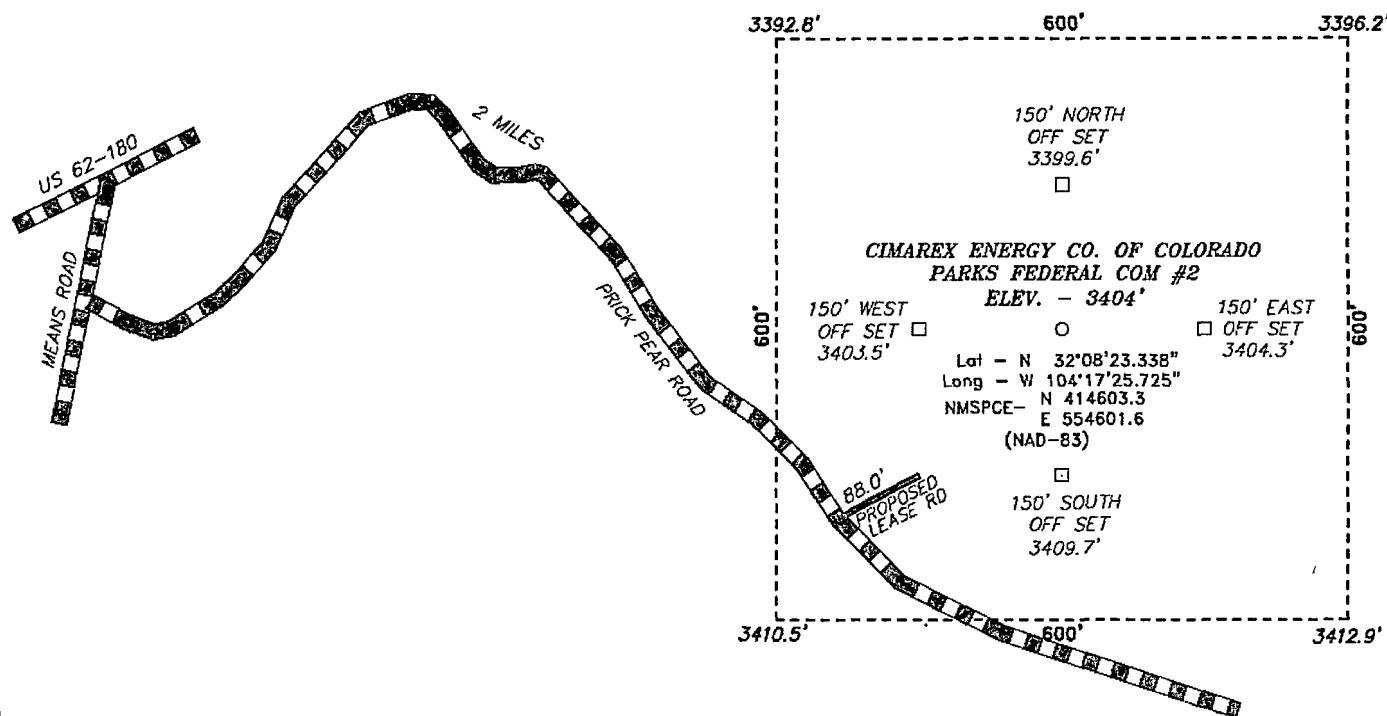 3392.8'
600'
3396.2'
US 62-180
MEANS ROAD
2 MILES
PRICK PEAR ROAD
88.0'
PROPOSED
LEASE RD
150' NORTH
OFF SET
3399.6'
CIMAREX ENERGY CO. OF COLORADO
PARKS FEDERAL COM #2
ELEV. - 3404'
600'
150' WEST
OFF SET
3403.5'
150' EAST
OFF SET
3404.3'
600'
Lat - N 32°08'23.338"
Long - W 104°17'25.725"
NMSPCE- N 414603.3
E 554601.6
(NAD-83)
150' SOUTH
OFF SET
3409.7'
3410.5'
600'
3412.9'